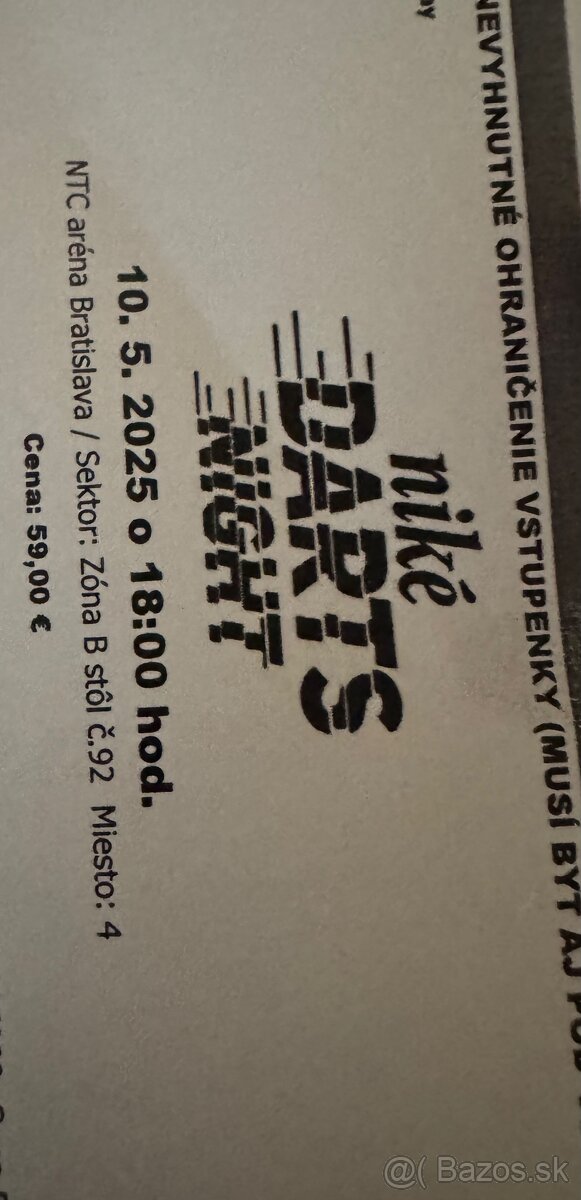 NEVYHNUTNÉ OHRANIČENIE VSTUPENKY (MUSÍ BYŤ AJ
niké
DARTS
NIGHT
10. 5. 2025 o 18:00 hod.
NTC aréna Bratislava / Sektor: Zóna B stôl č.92 Miesto: 4
Cena: 59,00 €
@( Bazos.sk